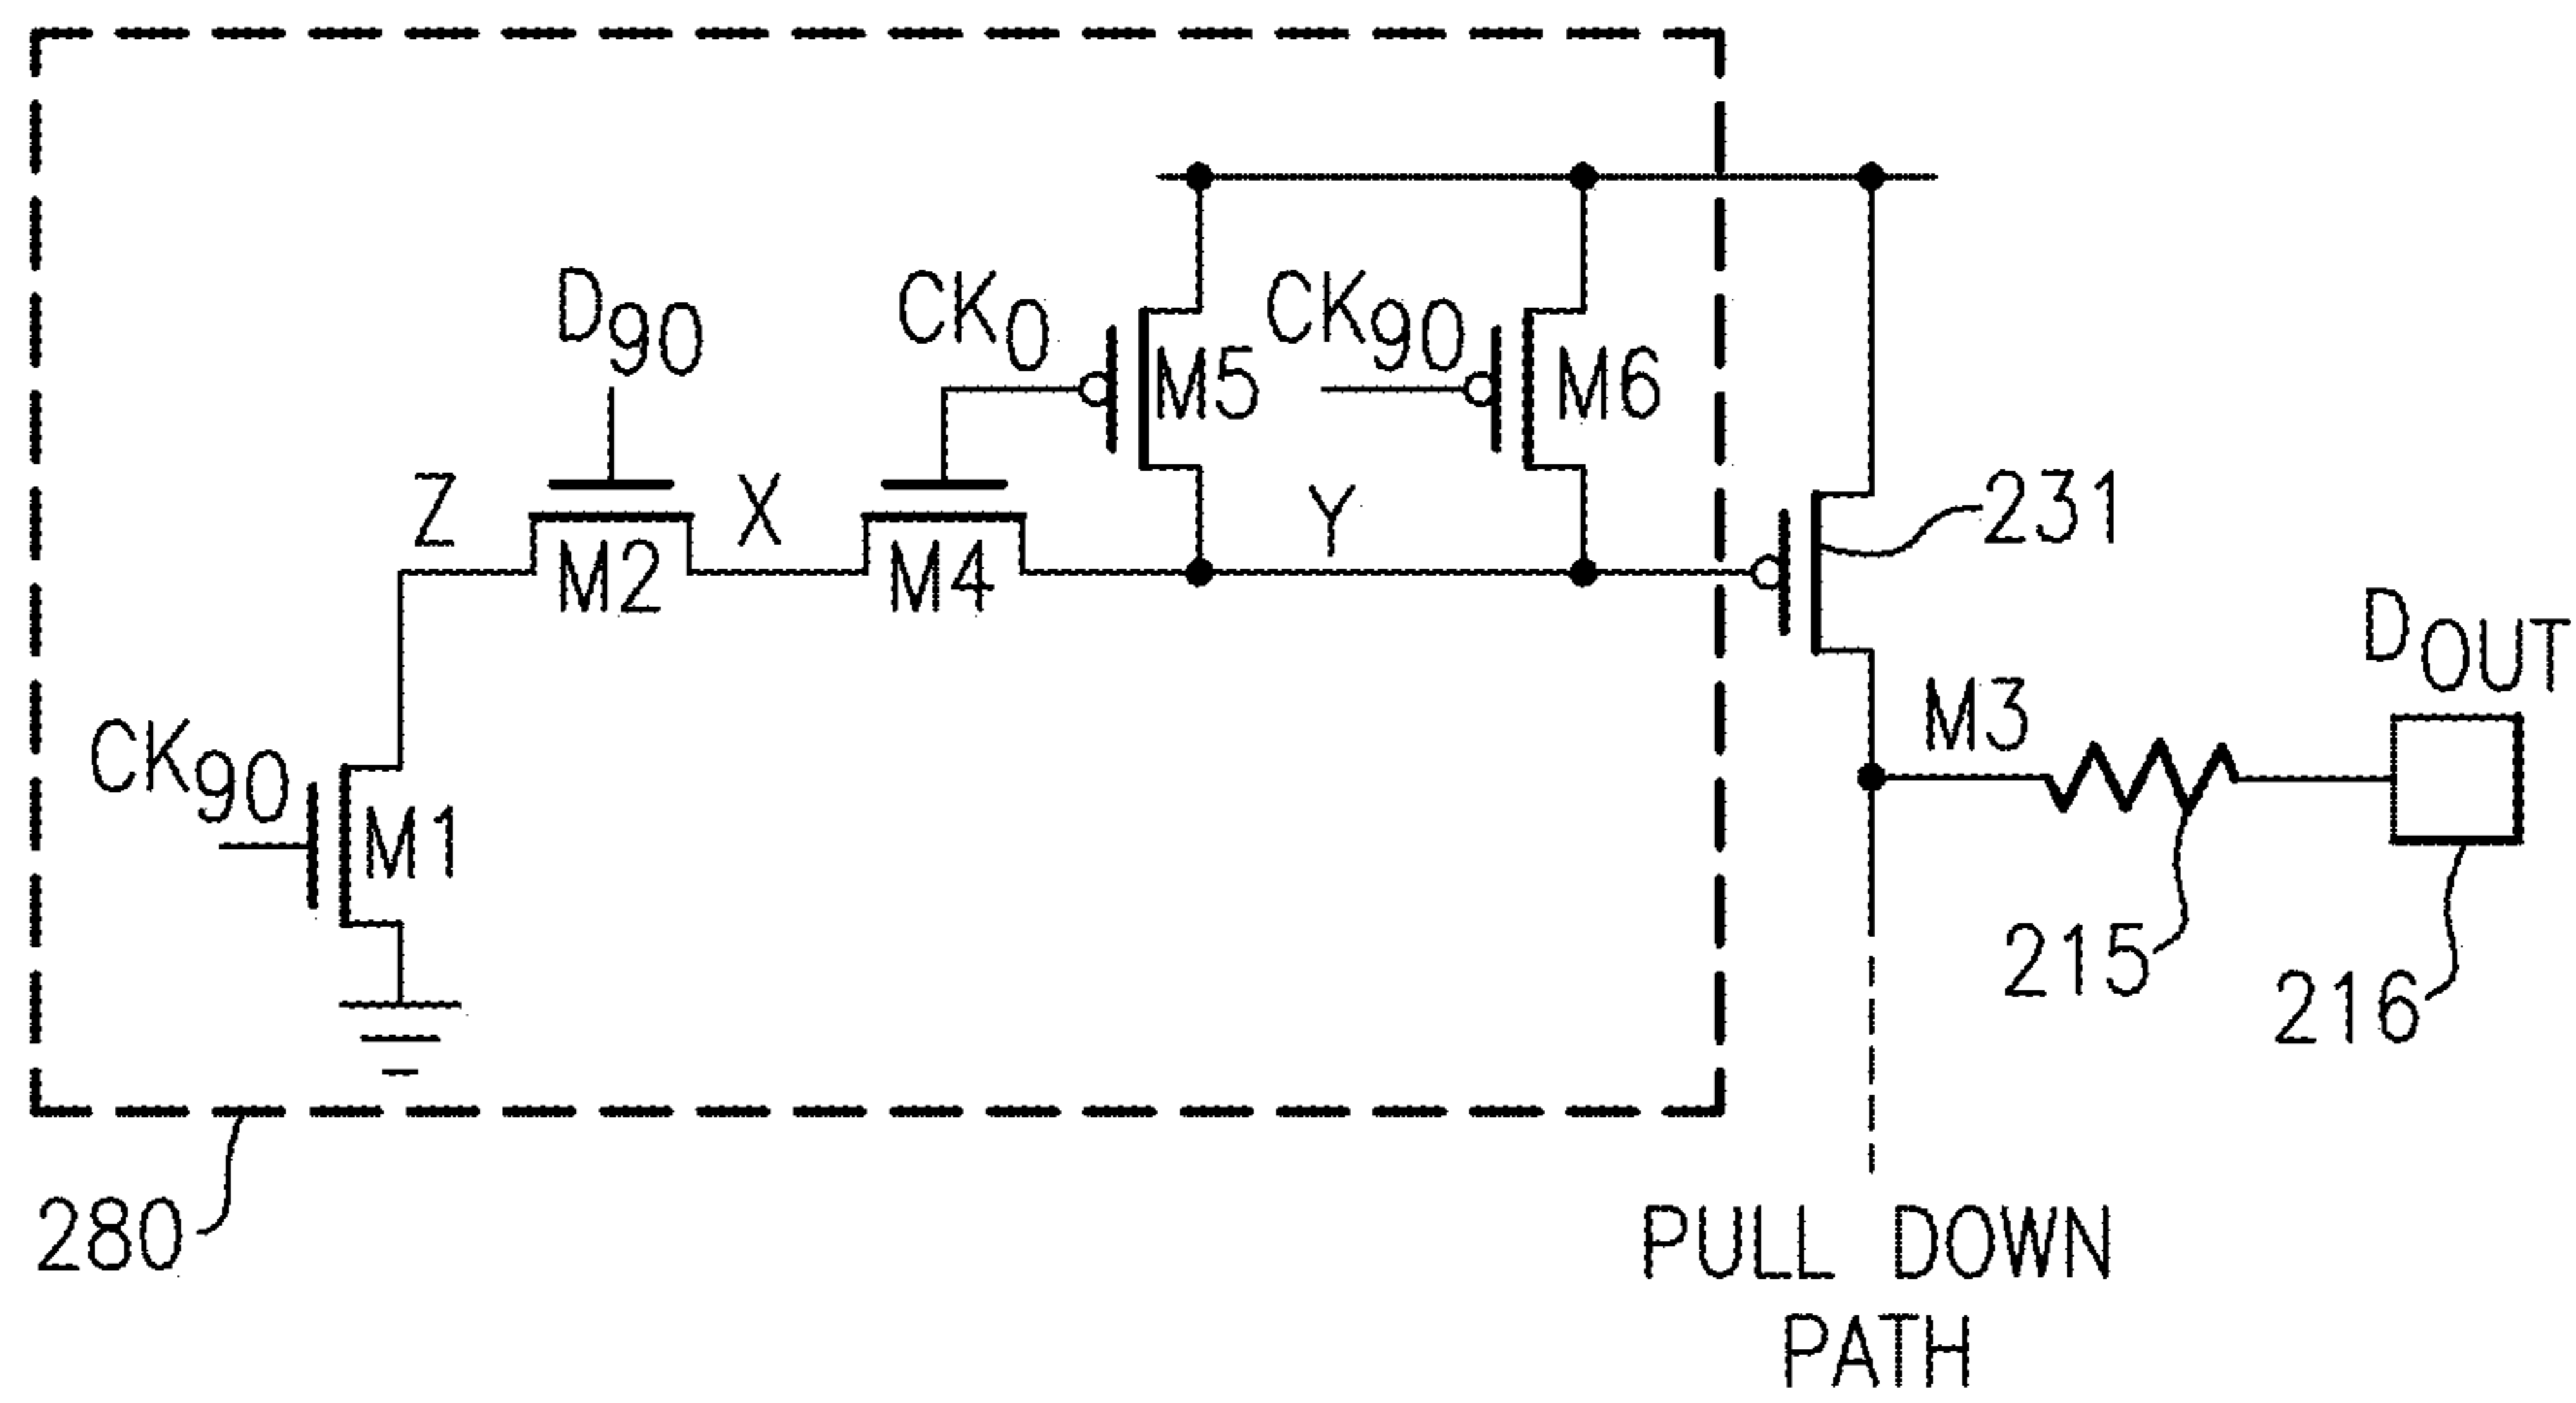 D90
CK0
CK90
M5
M6
Z
X
Y
231
M2
M4
DOUT
M3
CK90
M1
215
216
280
PULL DOWN
PATH